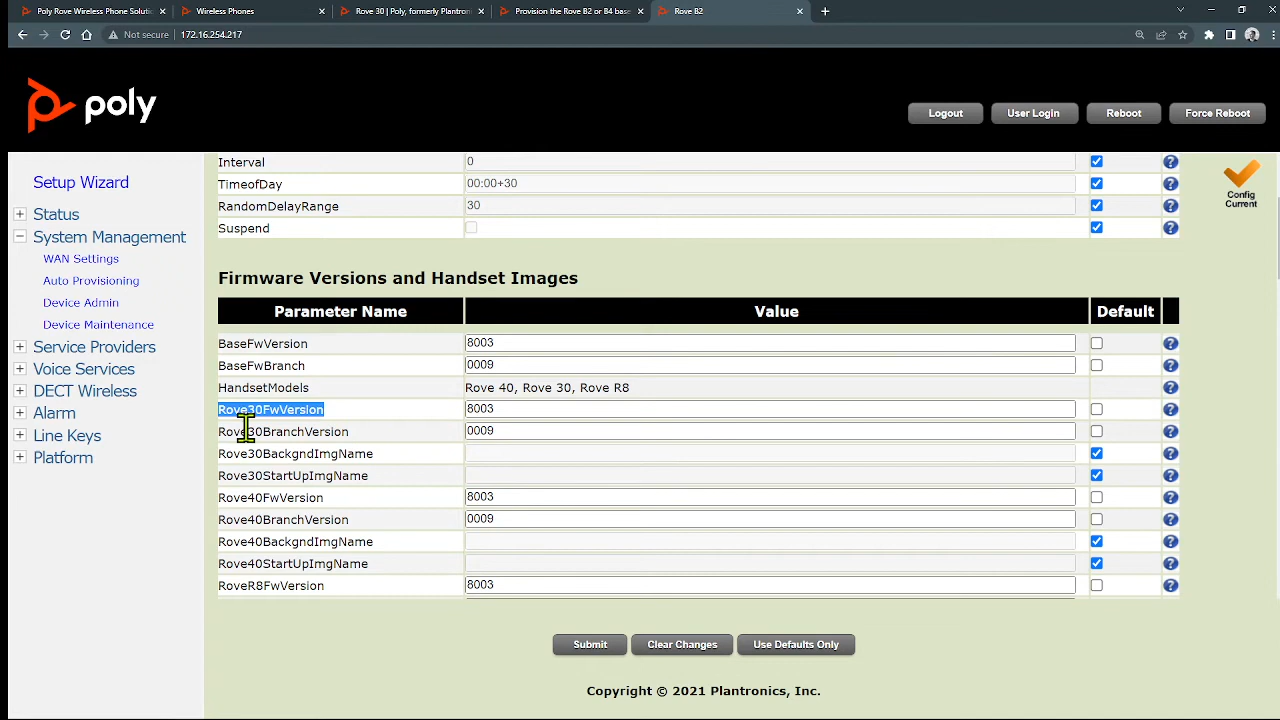 Poly Rove Wireless Phone Soluti
Wireless Phones
Rove 30 | Poly, formerly Plantroni
Provision the Rove B2 or B4 base
Rove B2
Not secure
172.16.254.217
poly
Logout
User Login
Reboot
Force Reboot
Setup Wizard
Status
System Management
WAN Settings
Auto Provisioning
Device Admin
Device Maintenance
Service Providers
Voice Services
DECT Wireless
Alarm
Line Keys
Platform
Interval 0
TimeofDay 00:00+30
RandomDelayRange 30
Suspend
Config
Current
Firmware Versions and Handset Images
Parameter Name Value Default
BaseFwVersion 8003
BaseFwBranch 0009
HandsetModels Rove 40, Rove 30, Rove R8
Rove30FwVersion 8003
Rove30BranchVersion 0009
Rove30BackgndImgName
Rove30StartUpImgName
Rove40FwVersion 8003
Rove40BranchVersion 0009
Rove40BackgndImgName
Rove40StartUpImgName
RoveR8FwVersion 8003
Submit
Clear Changes
Use Defaults Only
Copyright © 2021 Plantronics, Inc.